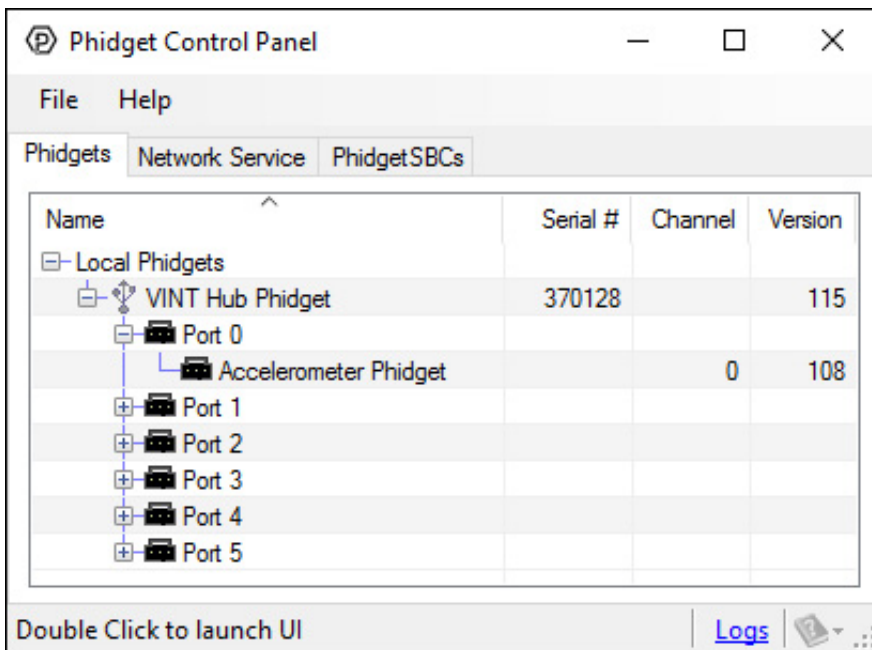 Phidget Control Panel
File Help
Phidgets Network Service PhidgetSBCs
Name Serial # Channel Version
Local Phidgets
VINT Hub Phidget 370128 115
Port 0
Accelerometer Phidget 0 108
Port 1
Port 2
Port 3
Port 4
Port 5
Double Click to launch UI Logs